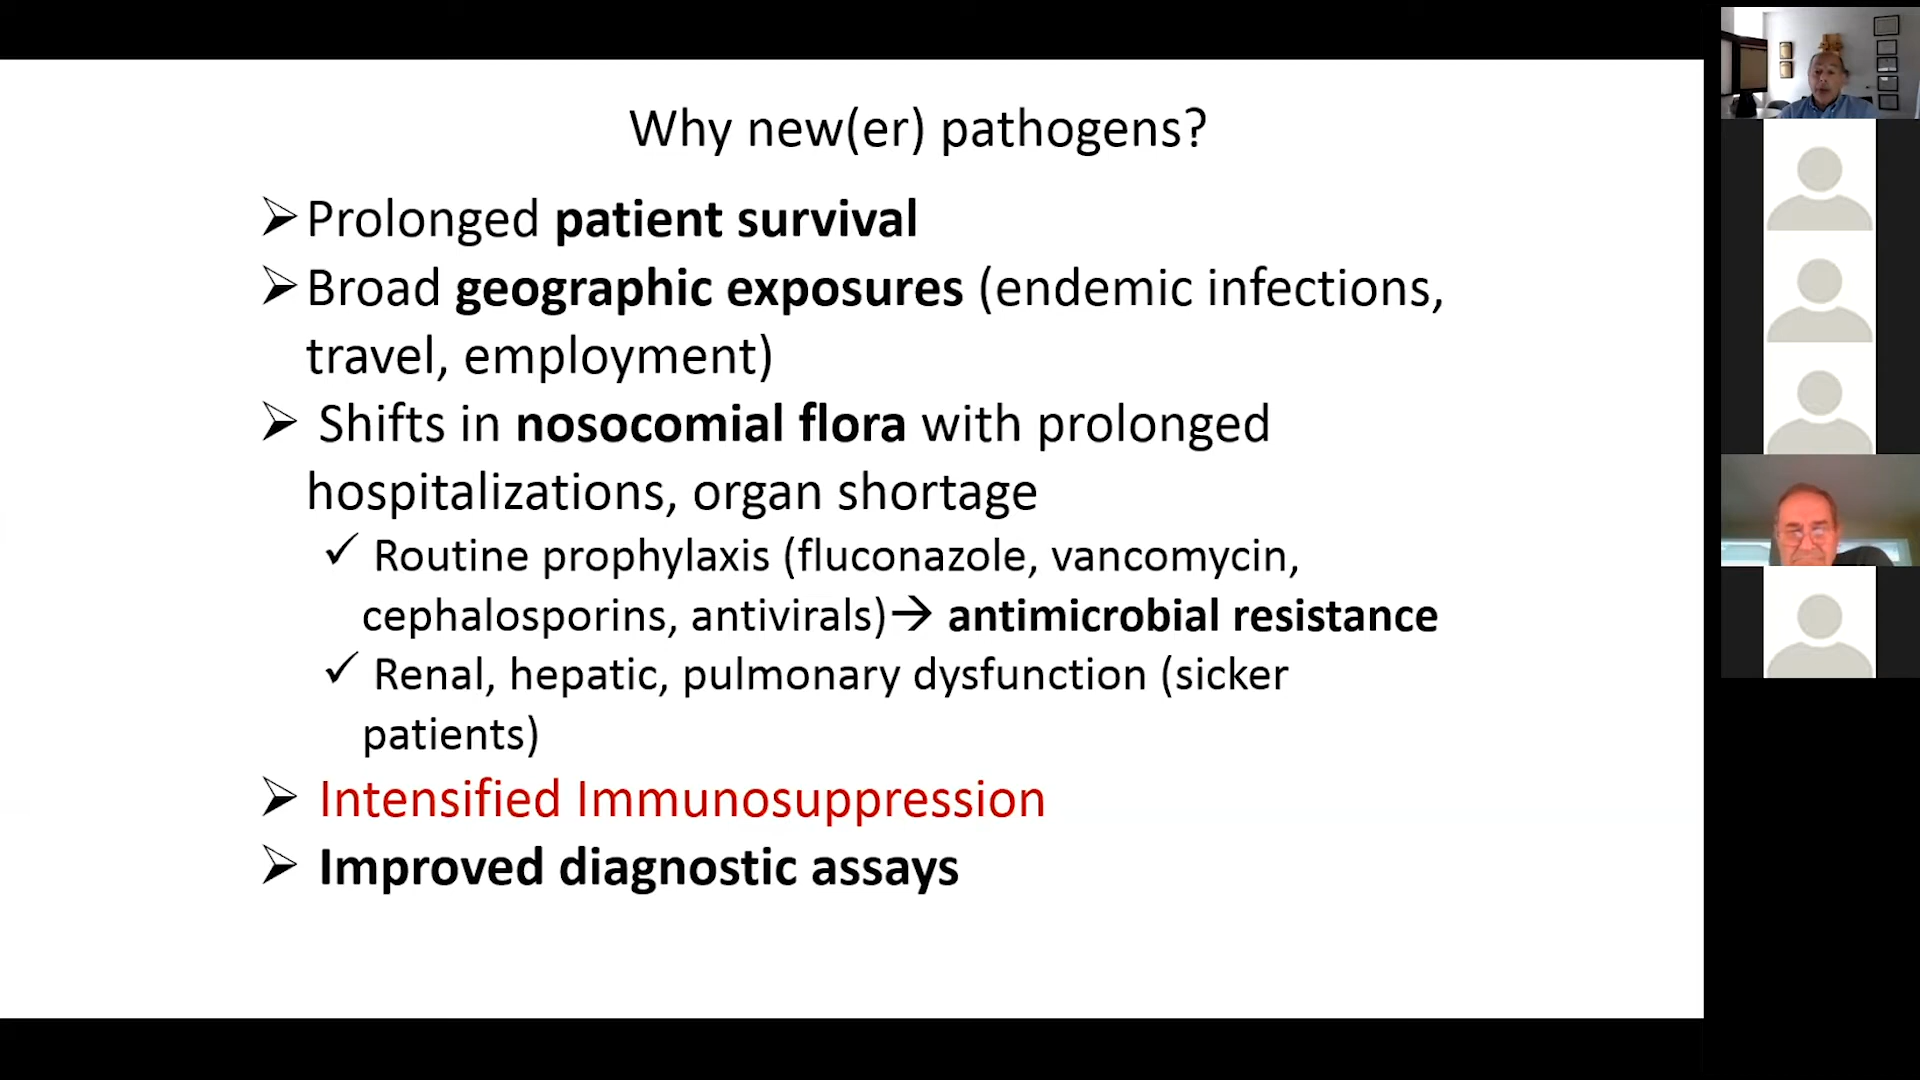 Why new(er) pathogens?
➢Prolonged patient survival
➢Broad geographic exposures (endemic infections,
travel, employment)
➢ Shifts in nosocomial flora with prolonged
hospitalizations, organ shortage
✓ Routine prophylaxis (fluconazole, vancomycin,
cephalosporins, antivirals)→ antimicrobial resistance
✓ Renal, hepatic, pulmonary dysfunction (sicker
patients)
➢ Intensified Immunosuppression
➢ Improved diagnostic assays